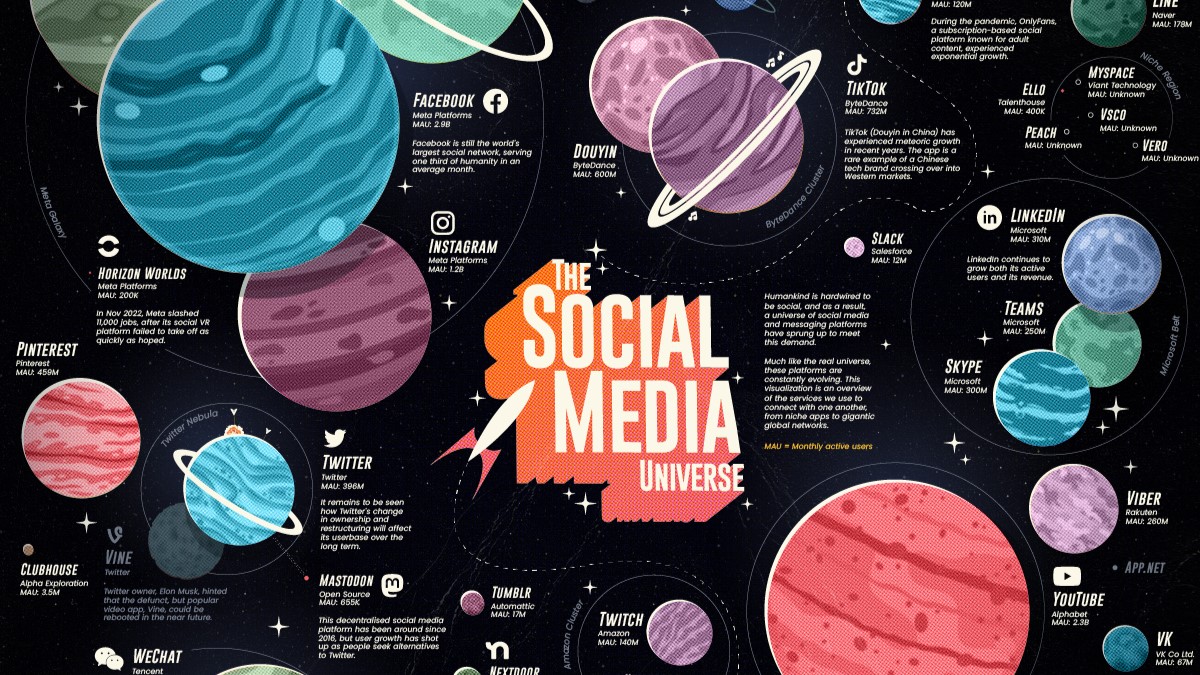 THE
SOCIAL
MEDIA
UNIVERSE
Humankind is hardwired to
be social, and as a result,
a universe of social media
and messaging platforms
have sprung up to meet
this demand.
Much like the real universe,
these platforms are
constantly evolving. This
visualization is an overview
of the services we use to
connect with one another,
from niche apps to gigantic
global networks.
MAU = Monthly active users
Meta Galaxy
FACEBOOK
Meta Platforms
MAU: 2.9B
Facebook is still the world's
largest social network, serving
one third of humanity in an
average month.
INSTAGRAM
Meta Platforms
MAU: 1.2B
HORIZON WORLDS
Meta Platforms
MAU: 200K
In Nov 2022, Meta slashed
11,000 jobs, after its social VR
platform failed to take off as
quickly as hoped.
PINTEREST
Pinterest
MAU: 459M
Twitter Nebula
TWITTER
Twitter
MAU: 396M
It remains to be seen
how Twitter's change
in ownership and
restructuring will affect
its userbase over the
long term.
VINE
Twitter
Twitter owner, Elon Musk, hinted
that the defunct, but popular
video app, Vine, could be
rebooted in the near future.
CLUBHOUSE
Alpha Exploration
MAU: 3.5M
MASTODON
Open Source
MAU: 655K
This decentralised social media
platform has been around since
2016, but user growth has shot
up as people seek alternatives
to Twitter.
WECHAT
Tencent
TUMBLR
Automattic
MAU: 17M
NEXTDOOR
Amazon Cluster
TWITCH
Amazon
MAU: 140M
DOUYIN
ByteDance
MAU: 600M
ByteDance Cluster
TIKTOK
ByteDance
MAU: 732M
TikTok (Douyin in China) has
experienced meteoric growth
in recent years. The app is a
rare example of a Chinese
tech brand crossing over into
Western markets.
MAU: 120M
During the pandemic, OnlyFans,
a subscription-based social
platform known for adult
content, experienced
exponential growth.
LINE
Naver
MAU: 178M
Niche Region
MYSPACE
Viant Technology
MAU: Unknown
ELLO
Talenthouse
MAU: 400K
VSCO
MAU: Unknown
PEACH
MAU: Unknown
VERO
MAU: Unknown
SLACK
Salesforce
MAU: 12M
in
LINKEDIN
Microsoft
MAU: 310M
LinkedIn continues to
grow both its active
users and its revenue.
TEAMS
Microsoft
MAU: 250M
SKYPE
Microsoft
MAU: 300M
Microsoft Belt
VIBER
Rakuten
MAU: 260M
APP.NET
YOUTUBE
Alphabet
MAU: 2.3B
VK
VK Co Ltd.
MAU: 67M